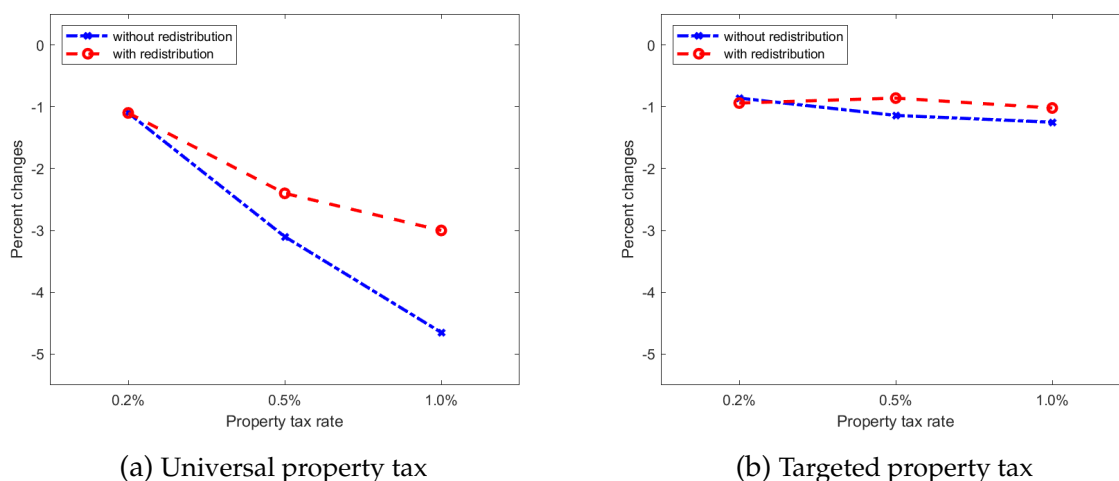 0
-1
-2
-3
-4
-5
Percent changes
without redistribution
with redistribution
0.2%
0.5%
1.0%
Property tax rate
(a) Universal property tax
0
-1
-2
-3
-4
-5
Percent changes
without redistribution
with redistribution
0.2%
0.5%
1.0%
Property tax rate
(b) Targeted property tax